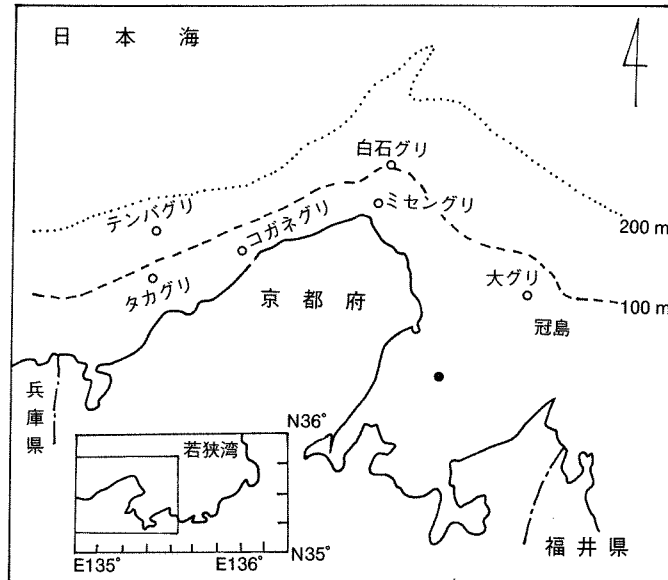 日本海
白石グリ
テンバグリ
コガネグリ
ミセングリ
200 m
タカグリ
大グリ
100 m
京都府
冠島
兵庫県
N36°
若狭湾
福井県
N35°
E135°
E136°